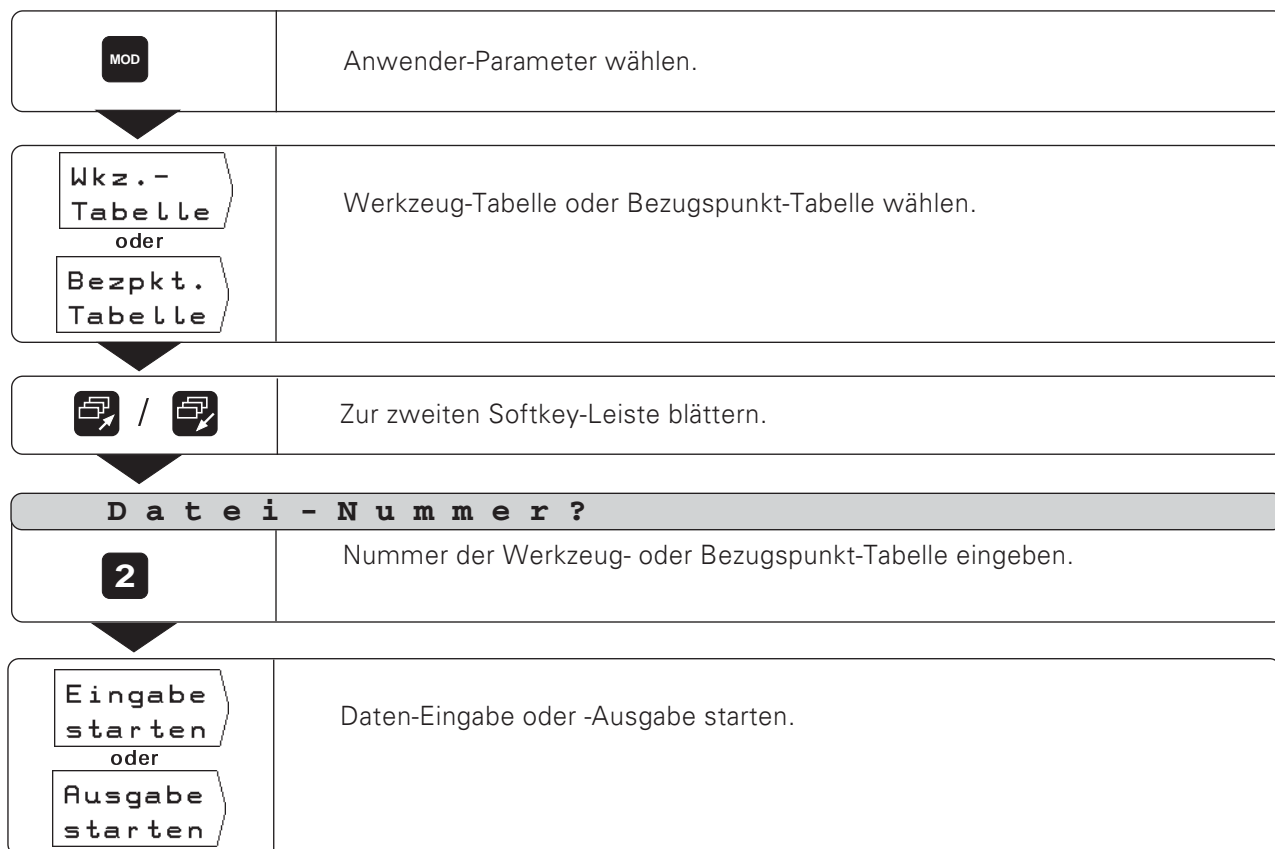 MOD
Anwender-Parameter wählen.
Wkz.-
Tabelle
oder
Bezpkt.
Tabelle
Werkzeug-Tabelle oder Bezugspunkt-Tabelle wählen.
/
Zur zweiten Softkey-Leiste blättern.
Datei-Nummer?
2
Nummer der Werkzeug- oder Bezugspunkt-Tabelle eingeben.
Eingabe
starten
oder
Ausgabe
starten
Daten-Eingabe oder -Ausgabe starten.